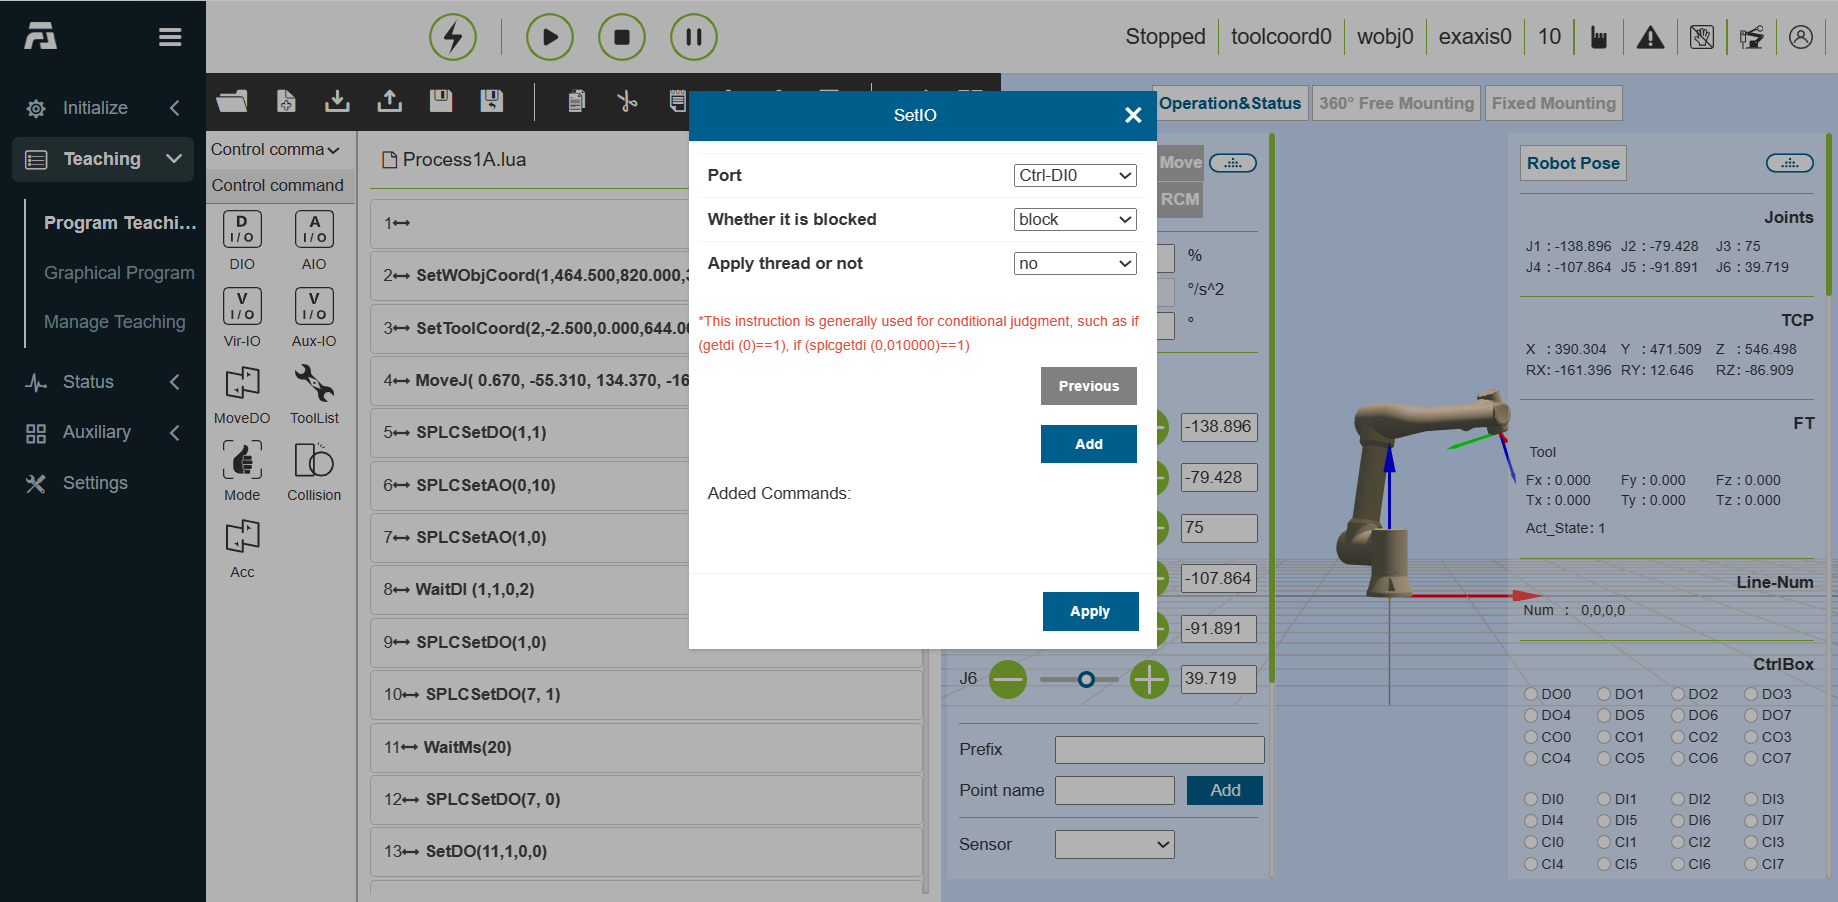 Stopped
toolcoord0
wobj0
exaxis0
10
Initialize
Teaching
Program Teachi...
Graphical Program
Manage Teaching
Status
Auxiliary
Settings
Control comma
Control command
D
I/O
DIO
A
I/O
AIO
V
I/O
Vir-IO
V
I/O
Aux-IO
MoveDO
ToolList
Mode
Collision
Acc
Process1A.lua
1
2 SetWObjCoord(1,464.500,820.000,
3 SetToolCoord(2,-2.500,0.000,644.00
4 MoveJ( 0.670, -55.310, 134.370, -16
5 SPLCSetDO(1,1)
6 SPLCSetAO(0,10)
7 SPLCSetAO(1,0)
8 WaitDI (1,1,0,2)
9 SPLCSetDO(1,0)
10 SPLCSetDO(7, 1)
11 WaitMs(20)
12 SPLCSetDO(7, 0)
13 SetDO(11,1,0,0)
SetIO
Port
Ctrl-DI0
Whether it is blocked
block
Apply thread or not
no
*This instruction is generally used for conditional judgment, such as if
(getdi (0)==1), if (splcgetdi (0,010000)==1)
Previous
Add
Added Commands:
Apply
Operation&Status
360° Free Mounting
Fixed Mounting
Move
RCM
%
°/s^2
°
-138.896
-79.428
75
-107.864
-91.891
J6
39.719
Prefix
Point name
Add
Sensor
Robot Pose
Joints
J1 : -138.896 J2 : -79.428 J3 : 75
J4 : -107.864 J5 : -91.891 J6 : 39.719
TCP
X : 390.304 Y : 471.509 Z : 546.498
RX: -161.396 RY: 12.646 RZ: -86.909
FT
Tool
Fx : 0.000 Fy : 0.000 Fz : 0.000
Tx : 0.000 Ty : 0.000 Tz : 0.000
Act_State: 1
Line-Num
Num : 0,0,0,0
CtrlBox
DO0 DO1 DO2 DO3
DO4 DO5 DO6 DO7
CO0 CO1 CO2 CO3
CO4 CO5 CO6 CO7
DI0 DI1 DI2 DI3
DI4 DI5 DI6 DI7
CI0 CI1 CI2 CI3
CI4 CI5 CI6 CI7